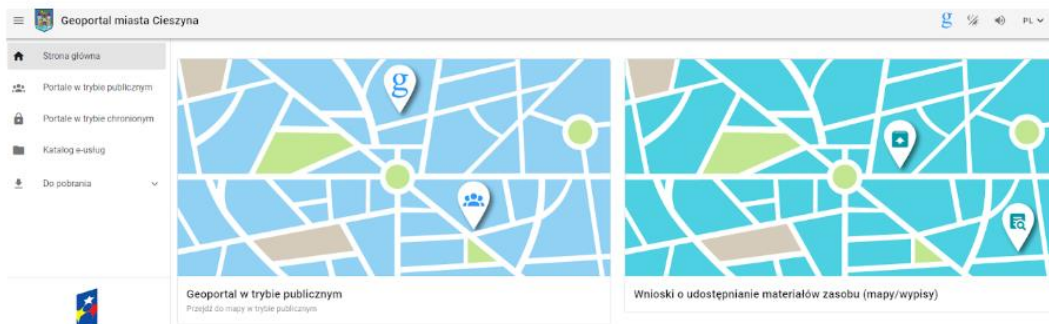 Geoportal miasta Cieszyna
g
PL
Strona główna
Portale w trybie publicznym
Portale w trybie chronionym
Katalog e-usług
Do pobrania
g
Geoportal w trybie publicznym
Przejdź do mapy w trybie publicznym
Wnioski o udostępnianie materiałów zasobu (mapy/wypisy)